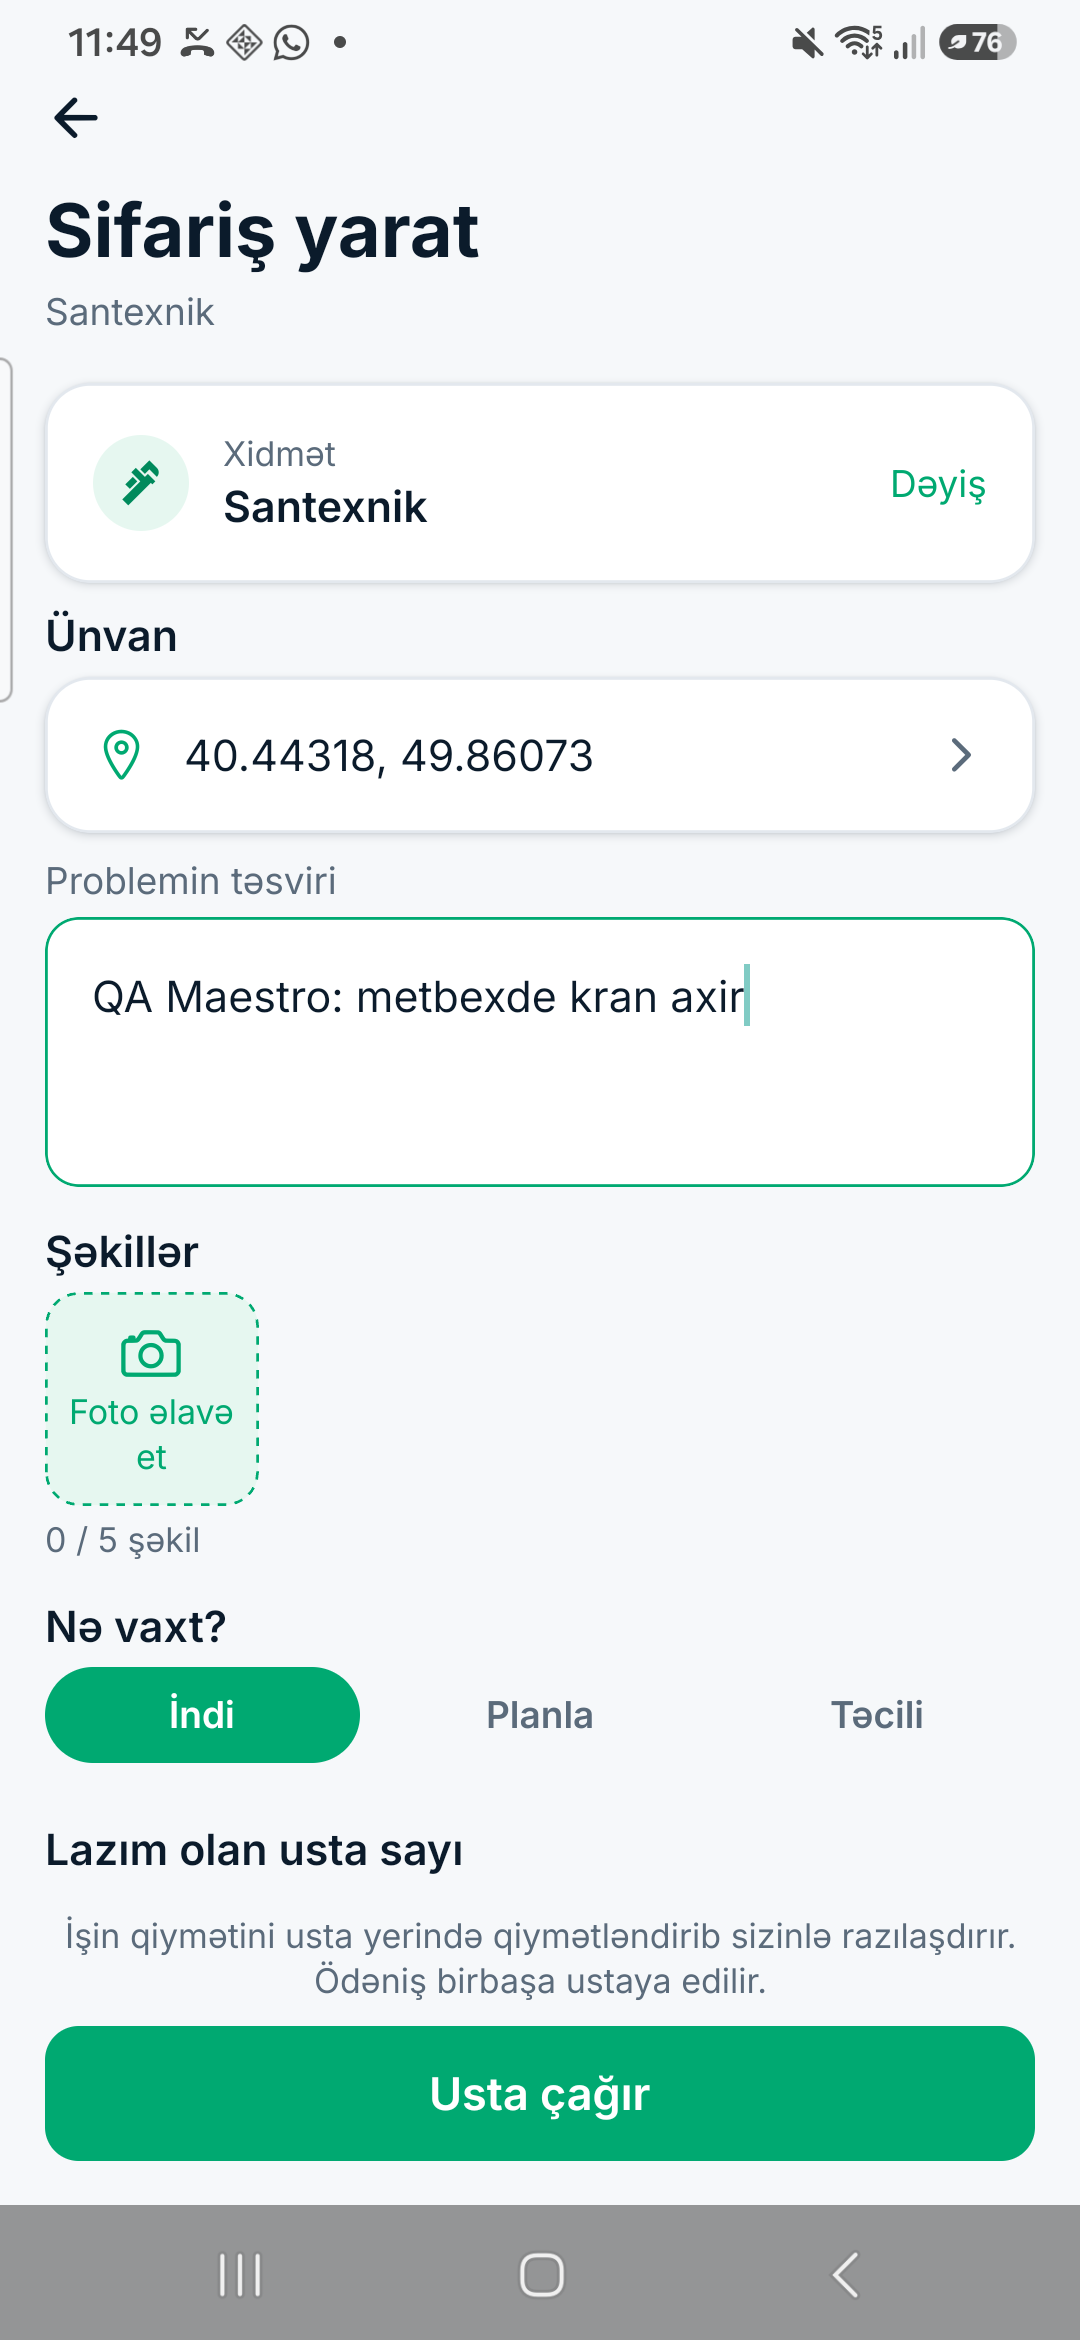 11:49
5
76
Sifariş yarat
Santexnik
Xidmət
Santexnik
Dəyiş
Ünvan
40.44318, 49.86073
Problemin təsviri
QA Maestro: metbexde kran axir
Şəkillər
Foto əlavə
et
0 / 5 şəkil
Nə vaxt?
İndi
Planla
Təcili
Lazım olan usta sayı
İşin qiymətini usta yerində qiymətləndirib sizinlə razılaşdırır.
Ödəniş birbaşa ustaya edilir.
Usta çağır